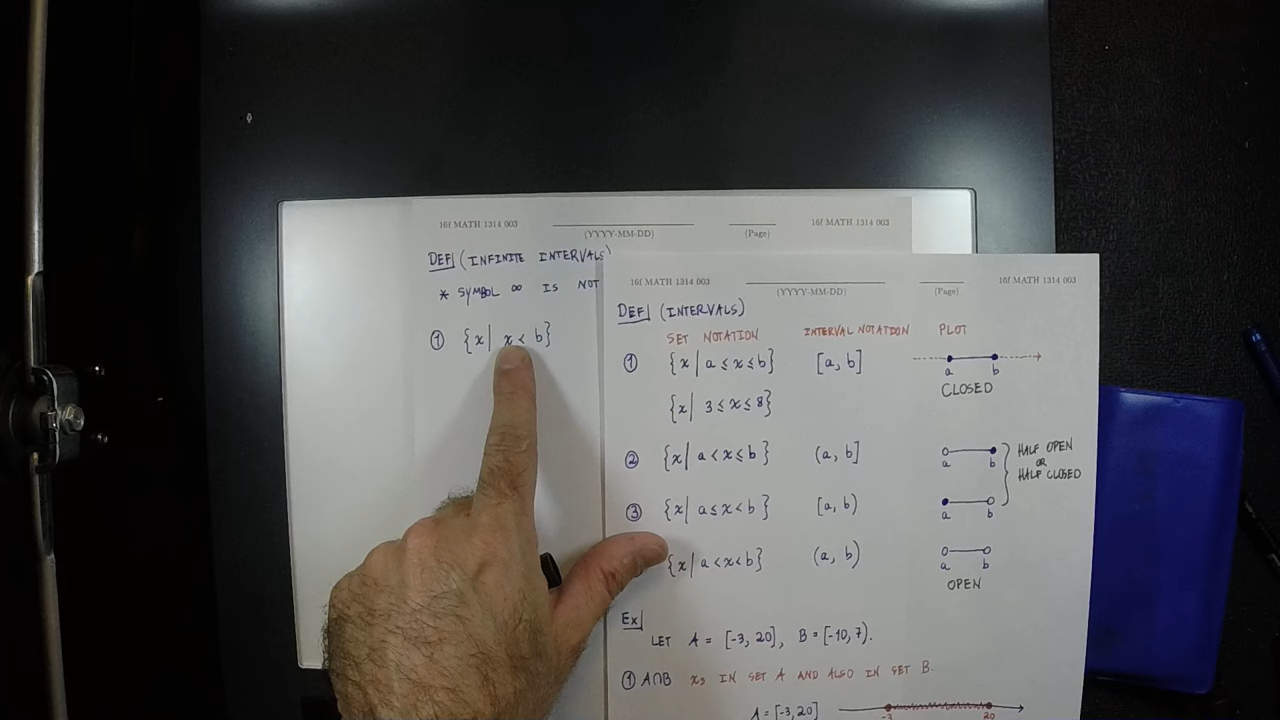 16f MATH 1314 003 (YYYY-MM-DD) (Page) 16f MATH 1314 003
DEF (INFINITE INTERVALS)
* SYMBOL ∞ IS NOT
① {x | x < b}
16f MATH 1314 003 (YYYY-MM-DD) (Page) 16f MATH 1314 003
DEF (INTERVALS)
SET NOTATION INTERVAL NOTATION PLOT
① {x | a ≤ x ≤ b} [a, b] a b
CLOSED
{x | 3 ≤ x ≤ 8}
② {x | a < x ≤ b} (a, b] a b
HALF OPEN
OR
HALF CLOSED
③ {x | a ≤ x < b} [a, b) a b
{x | a < x < b} (a, b) a b
OPEN
Ex
LET A = [-3, 20], B = [-10, 7).
① A∩B xs IN SET A AND ALSO IN SET B.
A = [-3, 20] -3 20